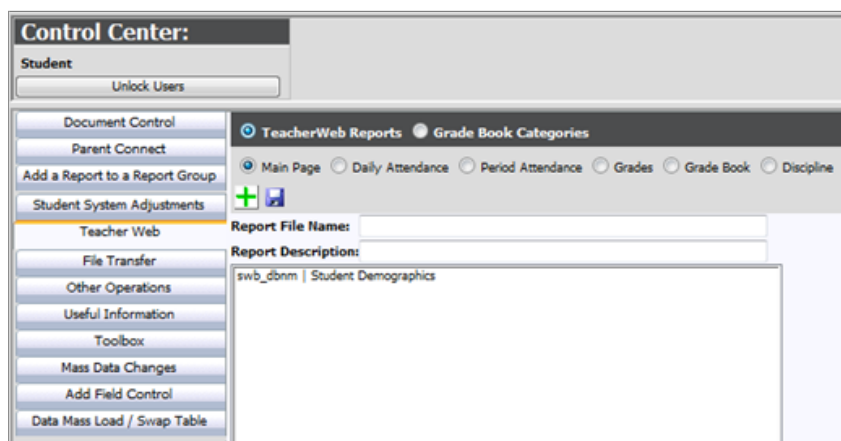 Control Center:
Student
Unlock Users
Document Control
Parent Connect
Add a Report to a Report Group
Student System Adjustments
Teacher Web
File Transfer
Other Operations
Useful Information
Toolbox
Mass Data Changes
Add Field Control
Data Mass Load / Swap Table
TeacherWeb Reports Grade Book Categories
Main Page Daily Attendance Period Attendance Grades Grade Book Discipline
Report File Name:
Report Description:
swb_dbnm | Student Demographics